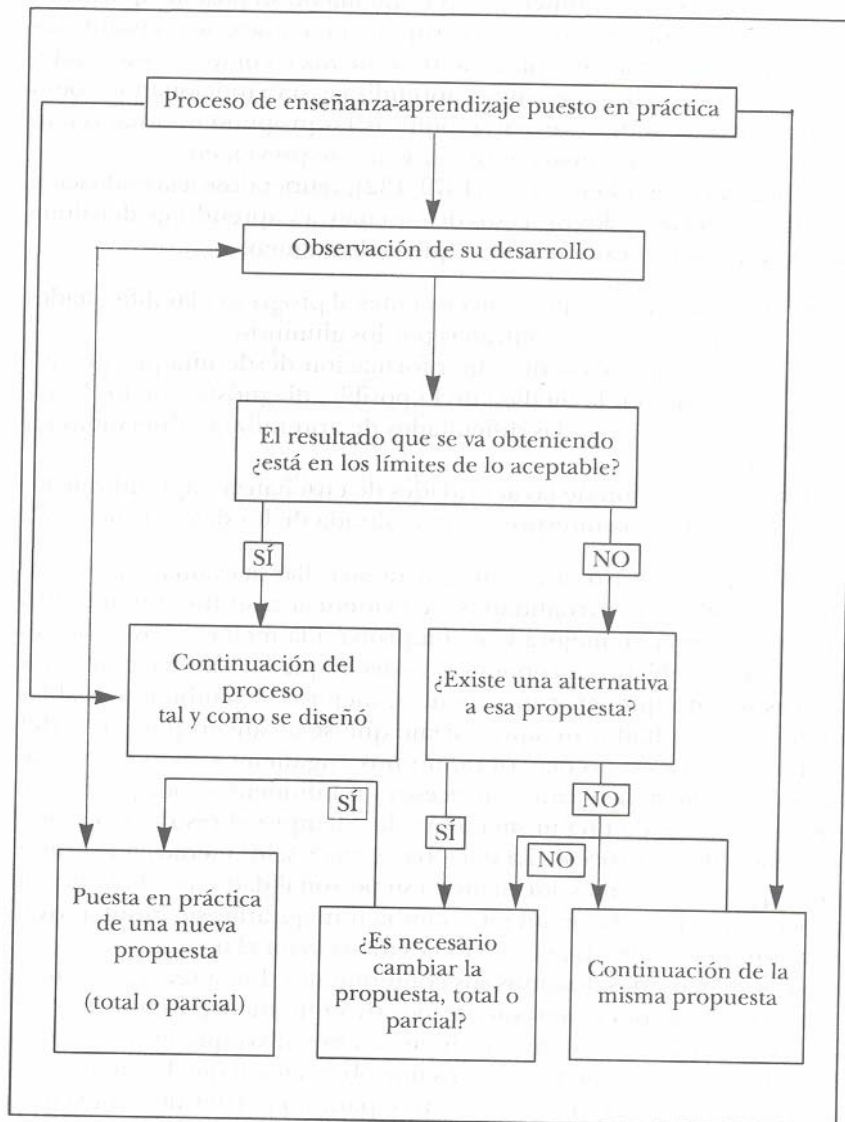 Proceso de enseñanza-aprendizaje puesto en práctica
Observación de su desarrollo
El resultado que se va obteniendo
¿está en los límites de lo aceptable?
SÍ
NO
Continuación del
proceso
tal y como se diseñó
¿Existe una alternativa
a esa propuesta?
SÍ
NO
SÍ
NO
Puesta en práctica
de una nueva
propuesta
(total o parcial)
¿Es necesario
cambiar la
propuesta, total o
parcial?
Continuación de la
misma propuesta